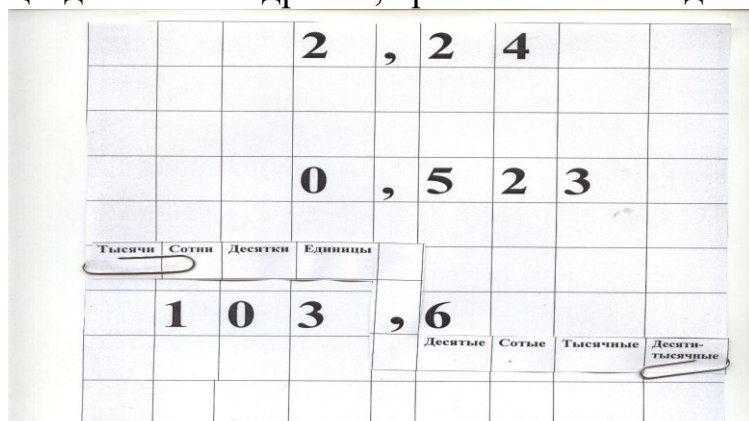 2 , 2 4
0 , 5 2 3
Тысячи Сотни Десятки Единицы
1 0 3 , 6
Десятые Сотые Тысячные Десяти-
тысячные